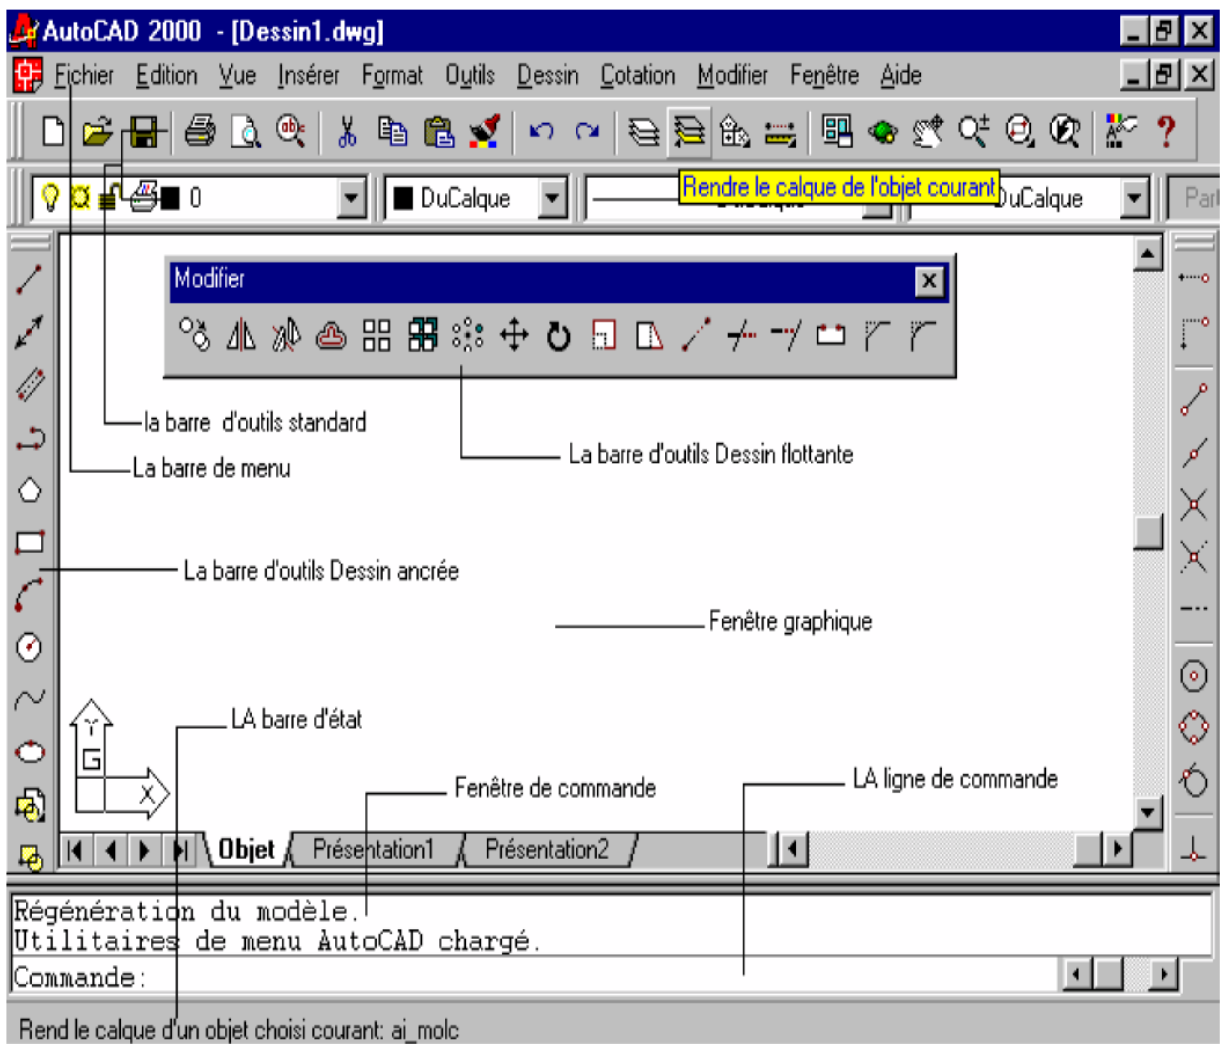 AutoCAD 2000 - [Dessin1.dwg]
Fichier Edition Vue Insérer Format Outils Dessin Cotation Modifier Fenêtre Aide
abc
Rendre le calque de l'objet courant
0 DuCalque DuCalque
Modifier
la barre d'outils standard
La barre d'outils Dessin flottante
La barre de menu
La barre d'outils Dessin ancrée
Fenêtre graphique
LA barre d'état
Y
G
X
LA ligne de commande
Fenêtre de commande
Objet Présentation1 Présentation2
Régénération du modèle.
Utilitaires de menu AutoCAD chargé.
Commande:
Rend le calque d'un objet choisi courant: ai_molc